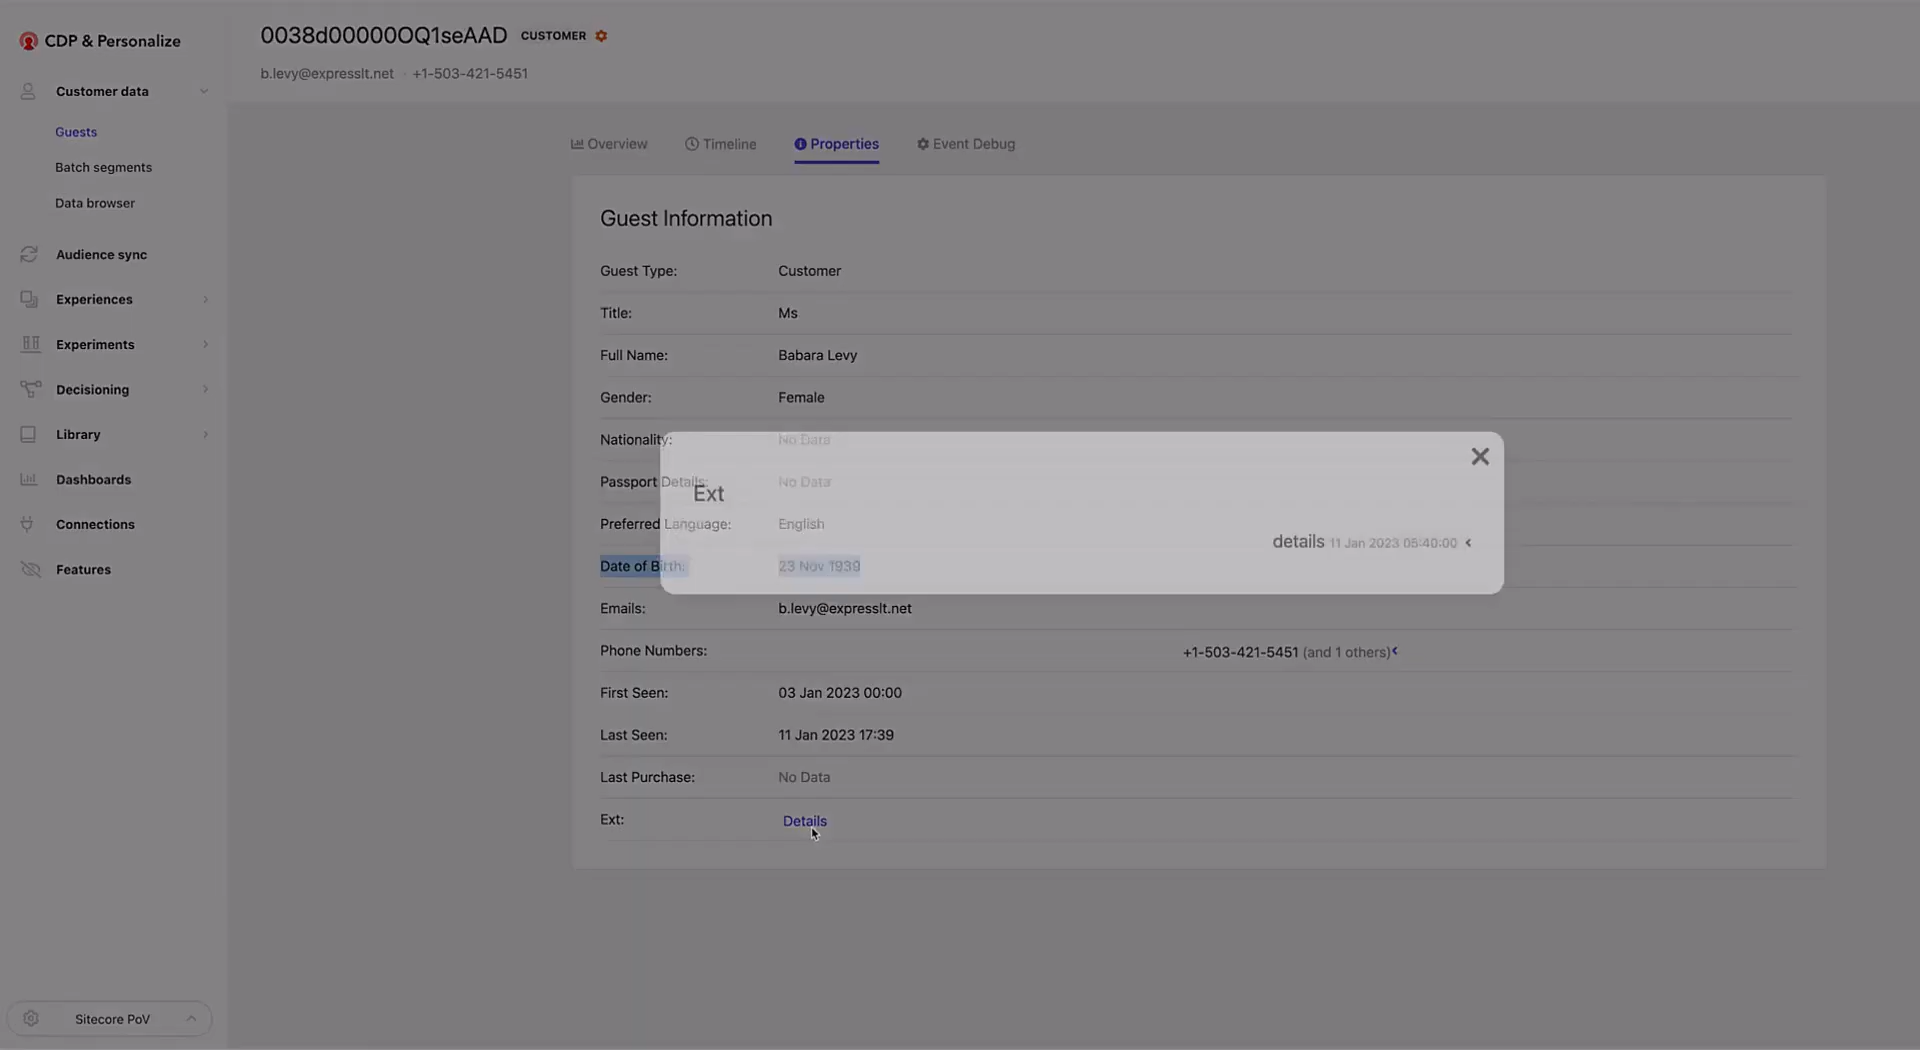 CDP & Personalize
Customer data
Guests
Batch segments
Data browser
Audience sync
Experiences
Experiments
Decisioning
Library
Dashboards
Connections
Features
Sitecore PoV
0038d00000OQ1seAAD CUSTOMER
b.levy@expresslt.net · +1-503-421-5451
Overview Timeline Properties Event Debug
Guest Information
Guest Type: Customer
Title: Ms
Full Name: Babara Levy
Gender: Female
Nationality: No Data
Passport Details: No Data
Ext
Preferred Language: English
details 11 Jan 2023 05:40:00
Date of Birth: 23 Nov 1939
Emails: b.levy@expresslt.net
Phone Numbers: +1-503-421-5451 (and 1 others)
First Seen: 03 Jan 2023 00:00
Last Seen: 11 Jan 2023 17:39
Last Purchase: No Data
Ext: Details